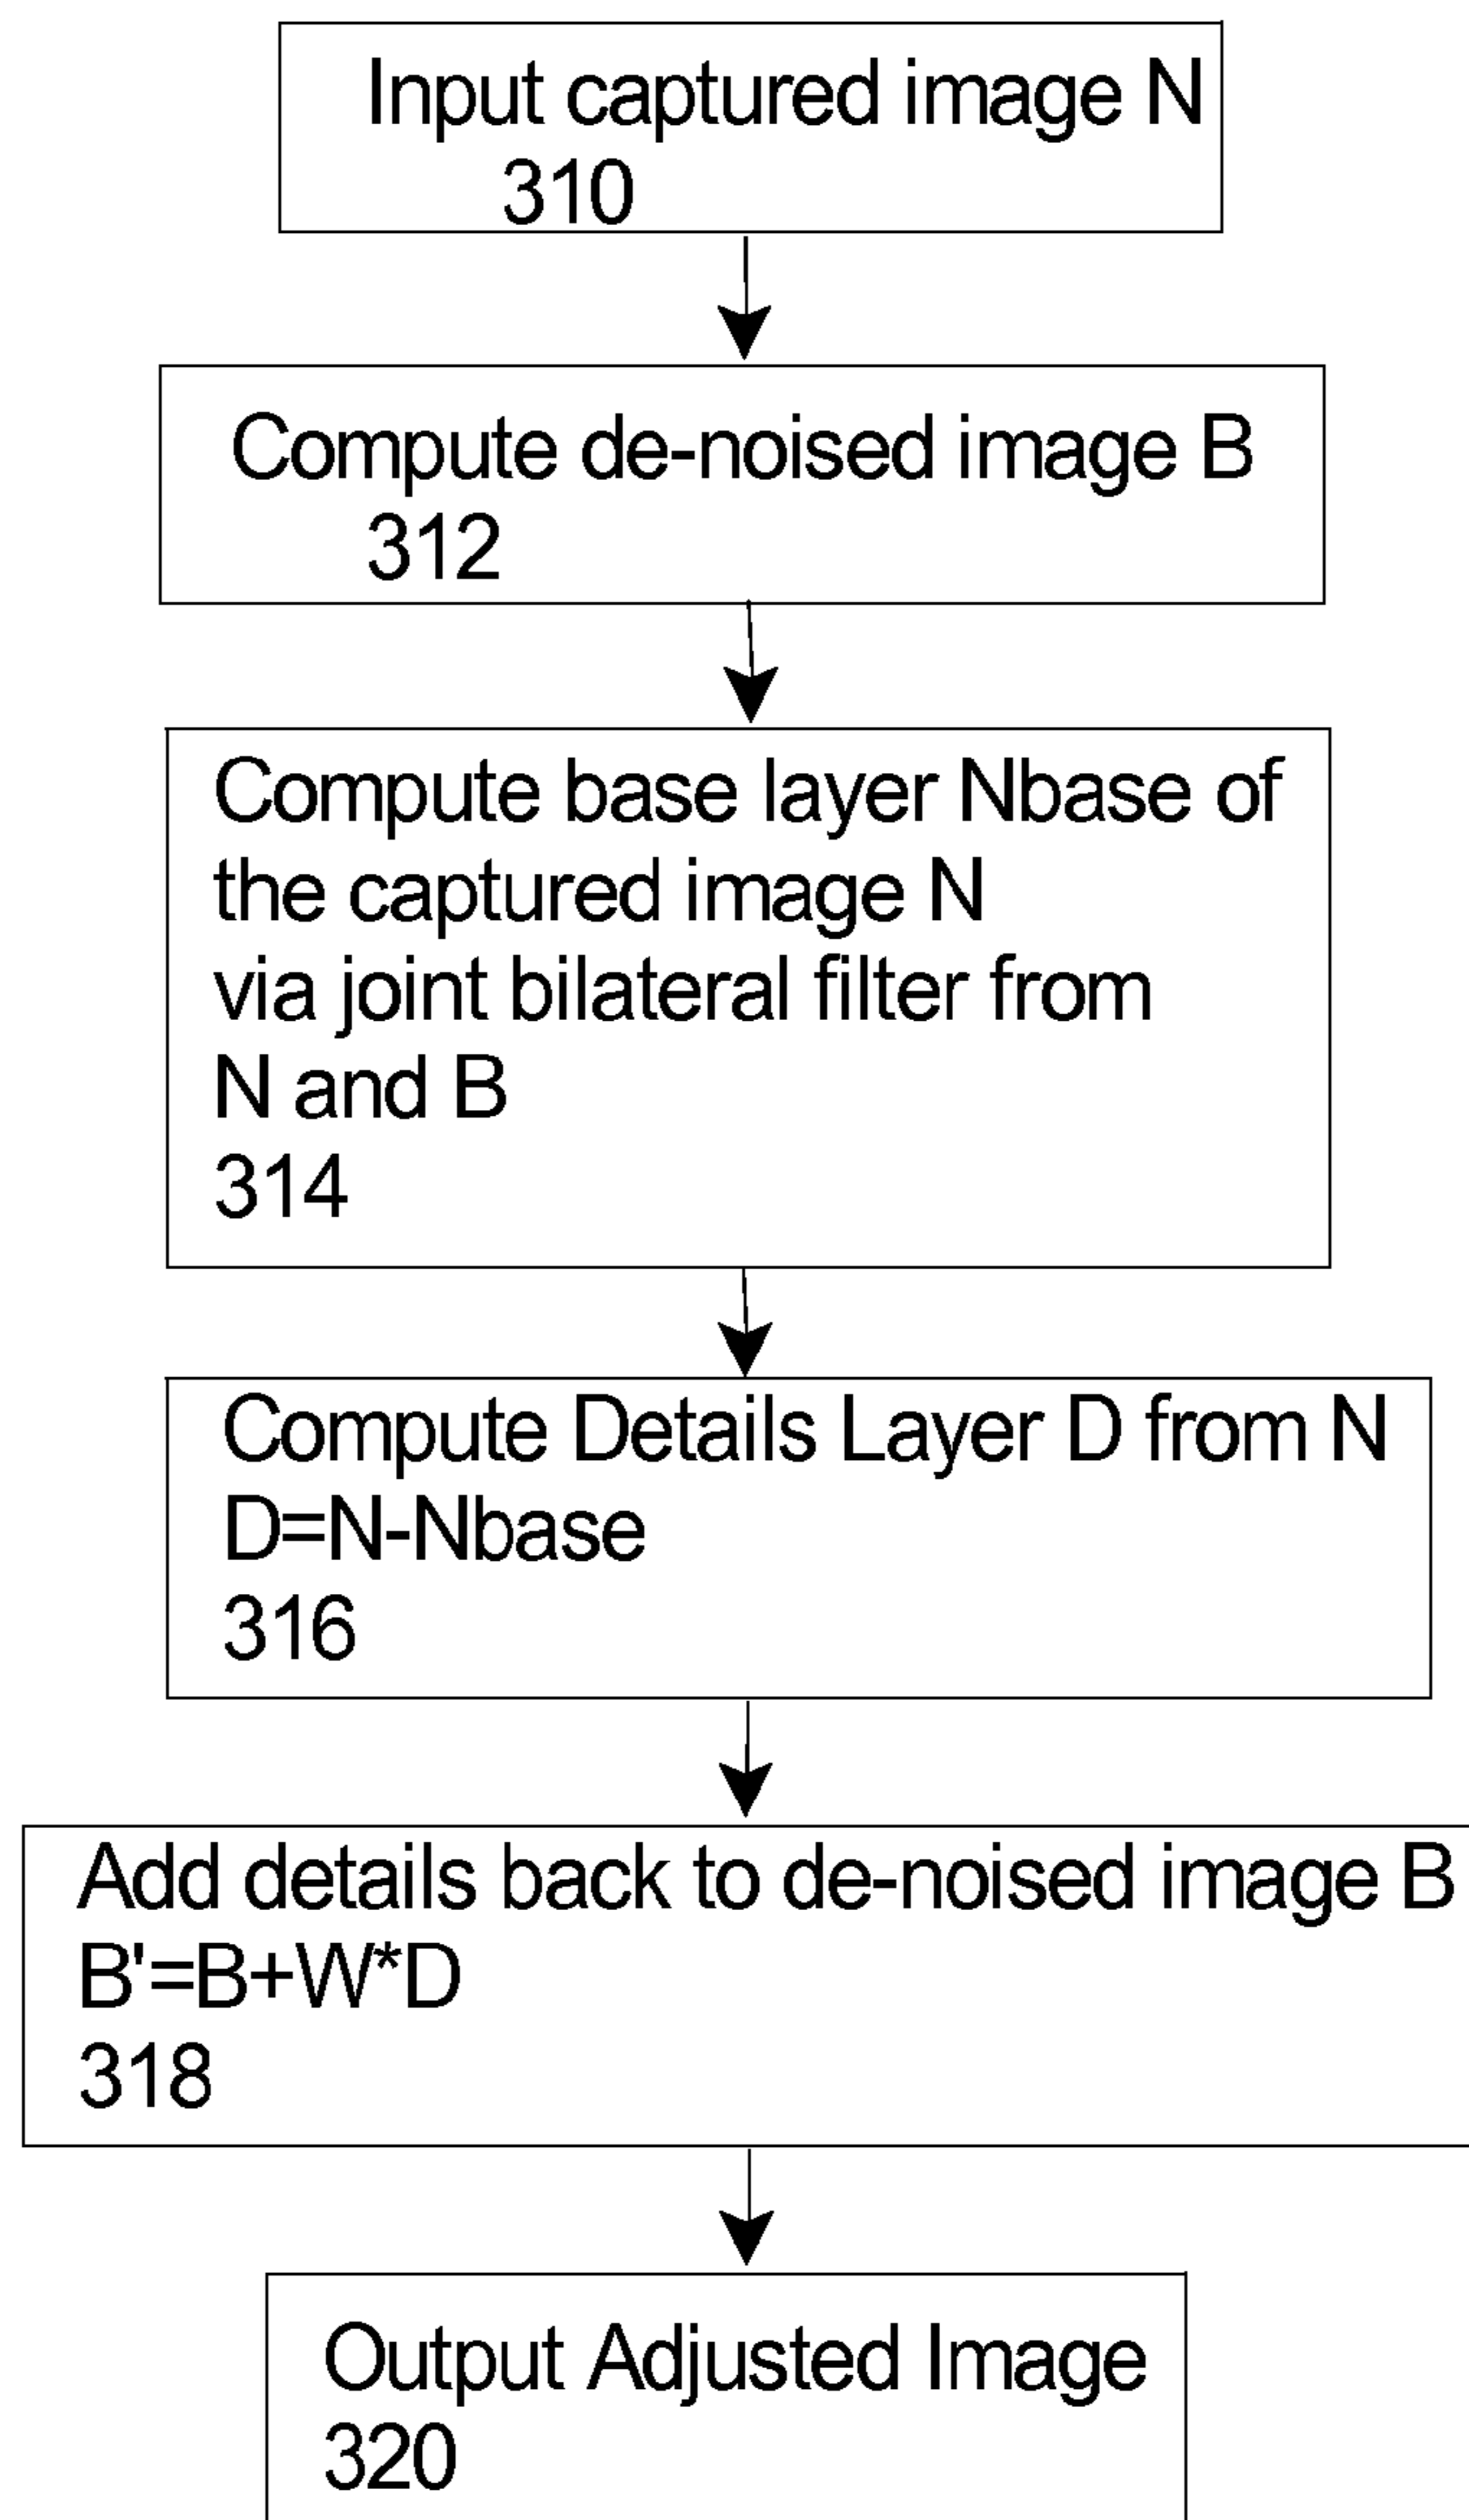 Input captured image N
310
Compute de-noised image B
312
Compute base layer Nbase of
the captured image N
via joint bilateral filter from
N and B
314
Compute Details Layer D from N
D=N-Nbase
316
Add details back to de-noised image B
B'=B+W*D
318
Output Adjusted Image
320